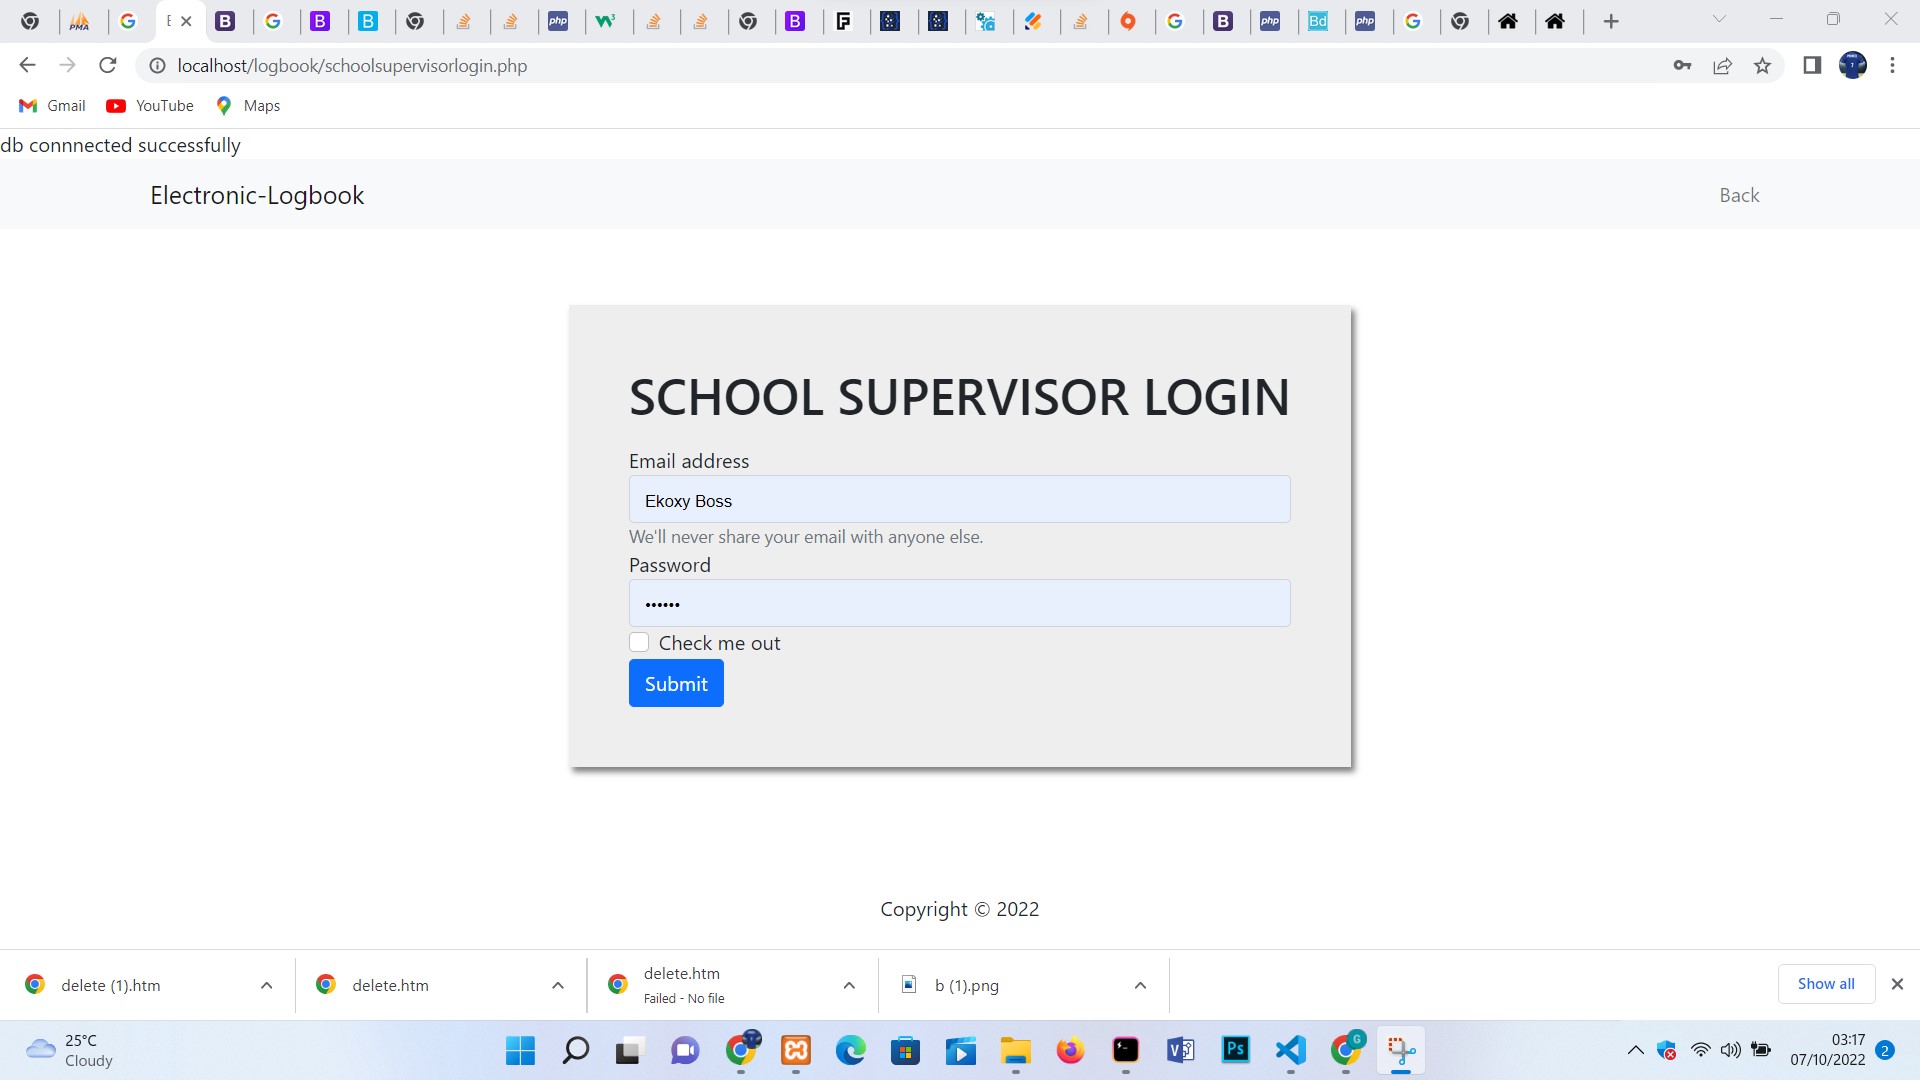 localhost/logbook/schoolsupervisorlogin.php
Gmail YouTube Maps
db connnected successfully
Electronic-Logbook Back
SCHOOL SUPERVISOR LOGIN
Email address
Ekoxy Boss
We'll never share your email with anyone else.
Password
••••••
Check me out
Submit
Copyright © 2022
delete (1).htm
delete.htm
delete.htm
Failed - No file
b (1).png
Show all
25°C
Cloudy
03:17
07/10/2022
2